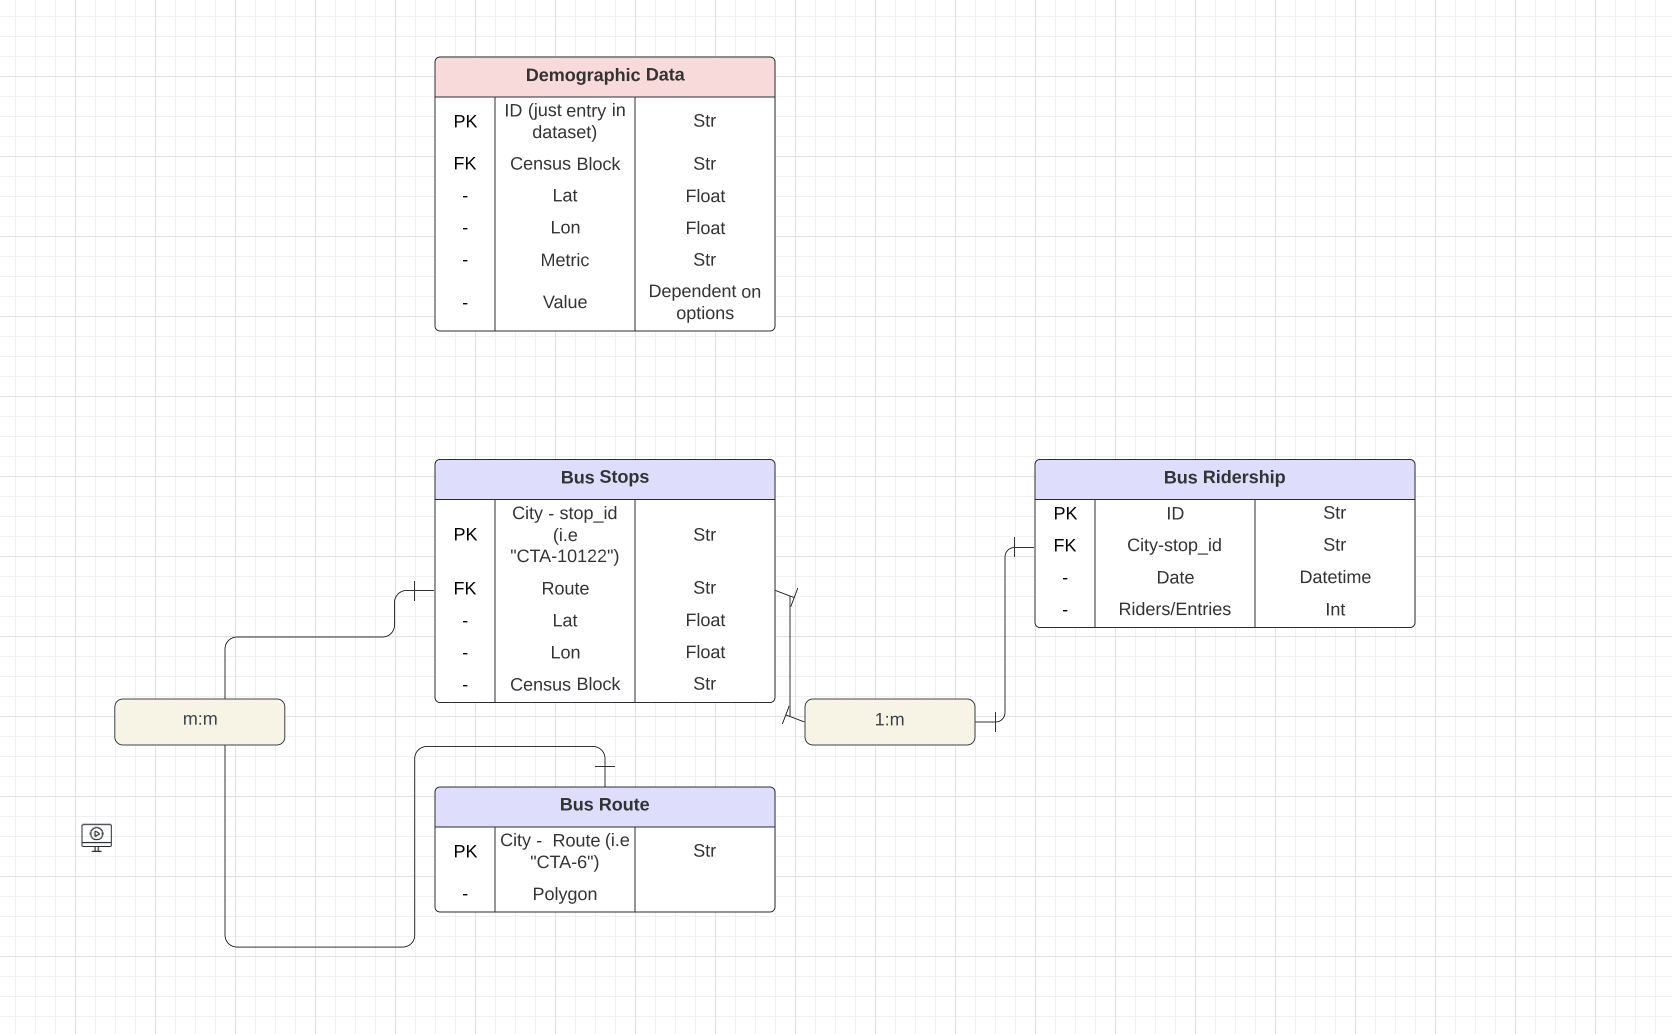 Demographic Data
PK
ID (just entry in
dataset)
Str
FK
Census Block
Str
-
Lat
Float
-
Lon
Float
-
Metric
Str
-
Value
Dependent on
options
Bus Stops
PK
City - stop_id
(i.e
"CTA-10122")
Str
FK
Route
Str
-
Lat
Float
-
Lon
Float
-
Census Block
Str
Bus Ridership
PK
ID
Str
FK
City-stop_id
Str
-
Date
Datetime
-
Riders/Entries
Int
m:m
1:m
Bus Route
PK
City - Route (i.e
"CTA-6")
Str
-
Polygon